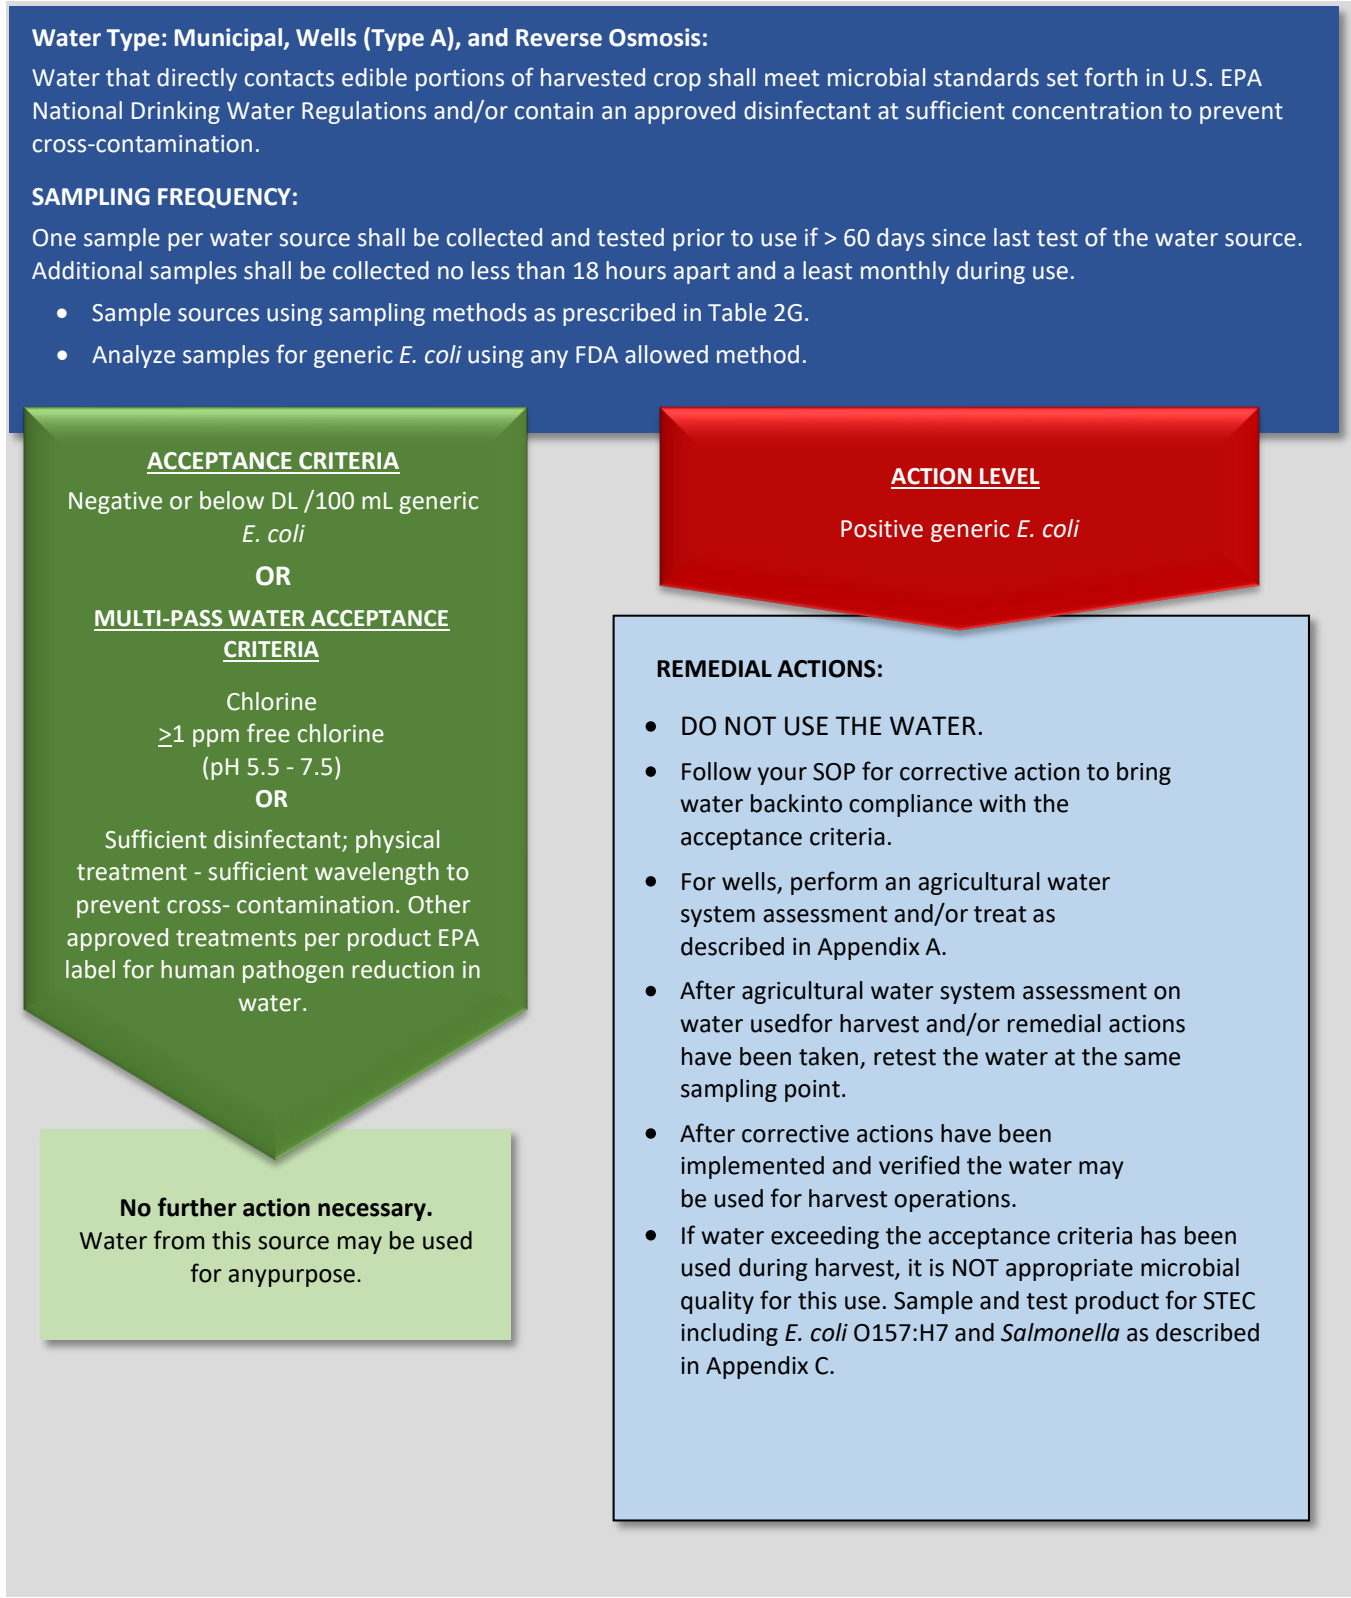 Water Type: Municipal, Wells (Type A), and Reverse Osmosis:
Water that directly contacts edible portions of harvested crop shall meet microbial standards set forth in U.S. EPA
National Drinking Water Regulations and/or contain an approved disinfectant at sufficient concentration to prevent
cross-contamination.
SAMPLING FREQUENCY:
One sample per water source shall be collected and tested prior to use if > 60 days since last test of the water source.
Additional samples shall be collected no less than 18 hours apart and a least monthly during use.
• Sample sources using sampling methods as prescribed in Table 2G.
• Analyze samples for generic E. coli using any FDA allowed method.
ACCEPTANCE CRITERIA
Negative or below DL /100 mL generic
E. coli
OR
MULTI-PASS WATER ACCEPTANCE
CRITERIA
Chlorine
≥1 ppm free chlorine
(pH 5.5 - 7.5)
OR
Sufficient disinfectant; physical
treatment - sufficient wavelength to
prevent cross- contamination. Other
approved treatments per product EPA
label for human pathogen reduction in
water.
No further action necessary.
Water from this source may be used
for anypurpose.
ACTION LEVEL
Positive generic E. coli
REMEDIAL ACTIONS:
• DO NOT USE THE WATER.
• Follow your SOP for corrective action to bring
water backinto compliance with the
acceptance criteria.
• For wells, perform an agricultural water
system assessment and/or treat as
described in Appendix A.
• After agricultural water system assessment on
water usedfor harvest and/or remedial actions
have been taken, retest the water at the same
sampling point.
• After corrective actions have been
implemented and verified the water may
be used for harvest operations.
• If water exceeding the acceptance criteria has been
used during harvest, it is NOT appropriate microbial
quality for this use. Sample and test product for STEC
including E. coli O157:H7 and Salmonella as described
in Appendix C.